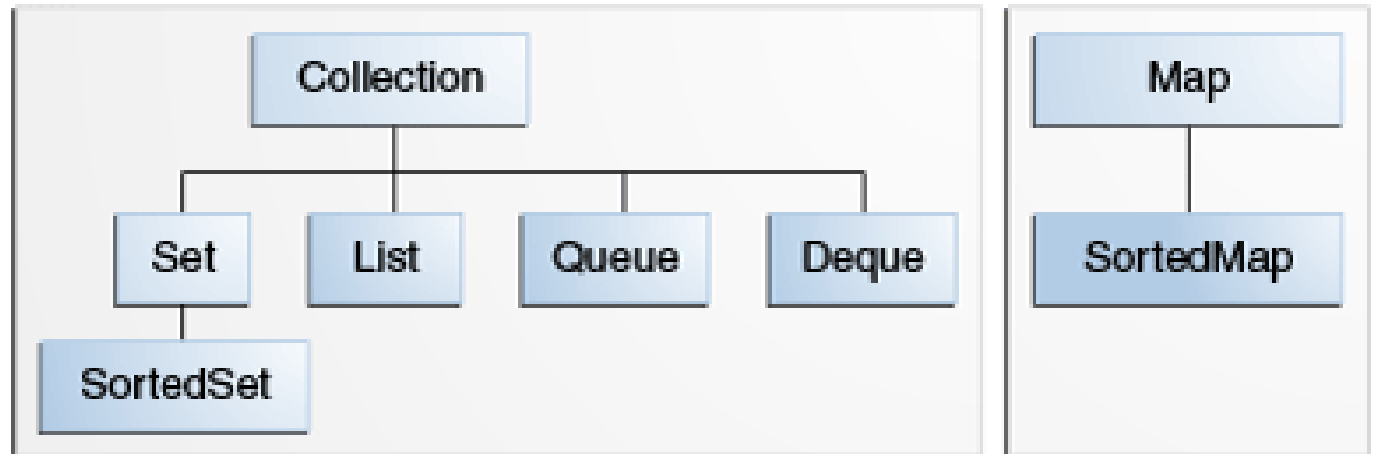 Collection
Map
Set
List
Queue
Deque
SortedMap
SortedSet